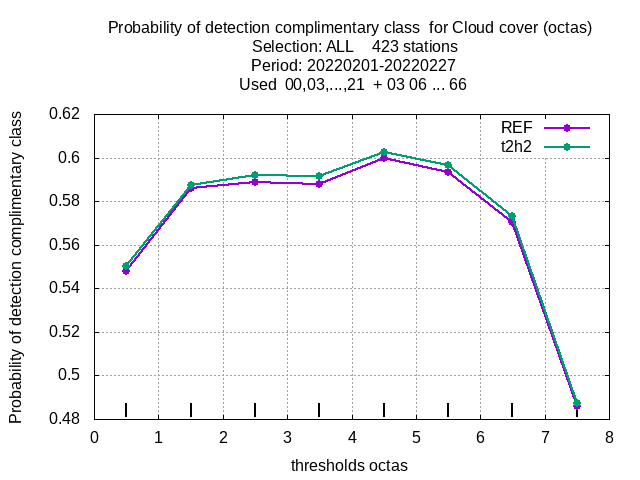 Probability of detection complimentary class  for Cloud cover (octas)
Selection: ALL    423 stations
Period: 20220201-20220227
Used  00,03,...,21  + 03 06 ... 66
Probability of detection complimentary class
0.62
0.6
0.58
0.56
0.54
0.52
0.5
0.48
REF
t2h2
0 1 2 3 4 5 6 7 8
thresholds octas